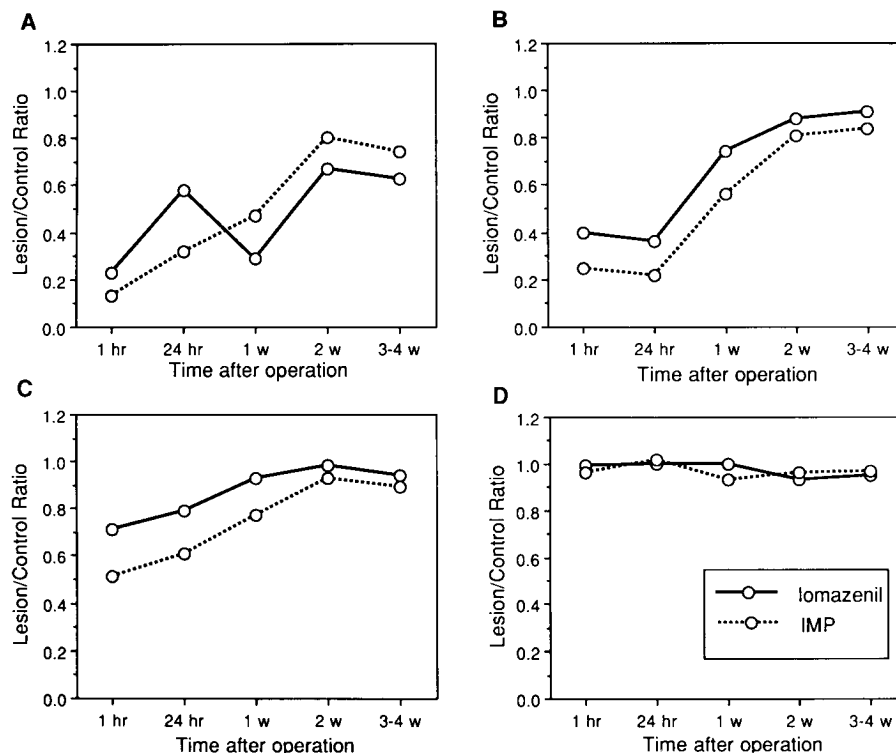 A
Lesion/Control Ratio
1.2
1.0
0.8
0.6
0.4
0.2
0.0
1 hr 24 hr 1 w 2 w 3-4 w
Time after operation
B
Lesion/Control Ratio
1.2
1.0
0.8
0.6
0.4
0.2
0.0
1 hr 24 hr 1 w 2 w 3-4 w
Time after operation
C
Lesion/Control Ratio
1.2
1.0
0.8
0.6
0.4
0.2
0.0
1 hr 24 hr 1 w 2 w 3-4 w
Time after operation
D
Lesion/Control Ratio
1.2
1.0
0.8
0.6
0.4
0.2
0.0
1 hr 24 hr 1 w 2 w 3-4 w
Time after operation
Iomazenil
IMP